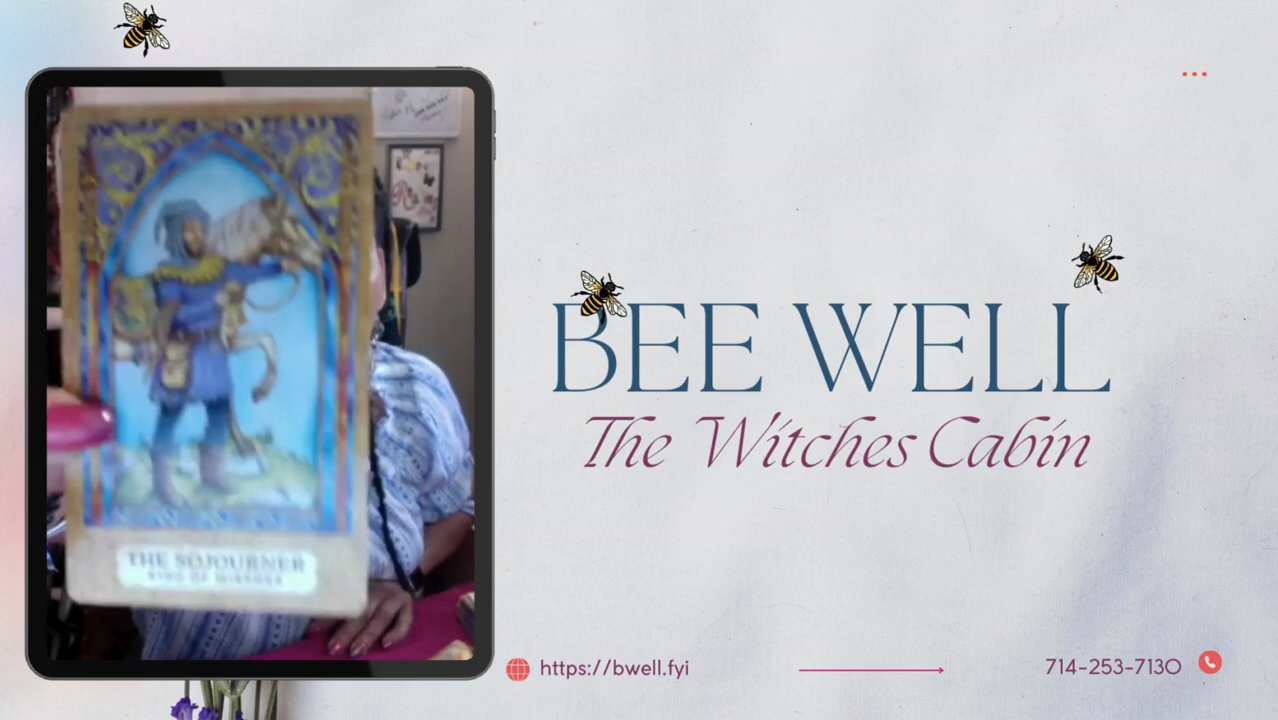 THE SOJOURNER
BEE WELL
The Witches Cabin
https://bwell.fyi
714-253-7130